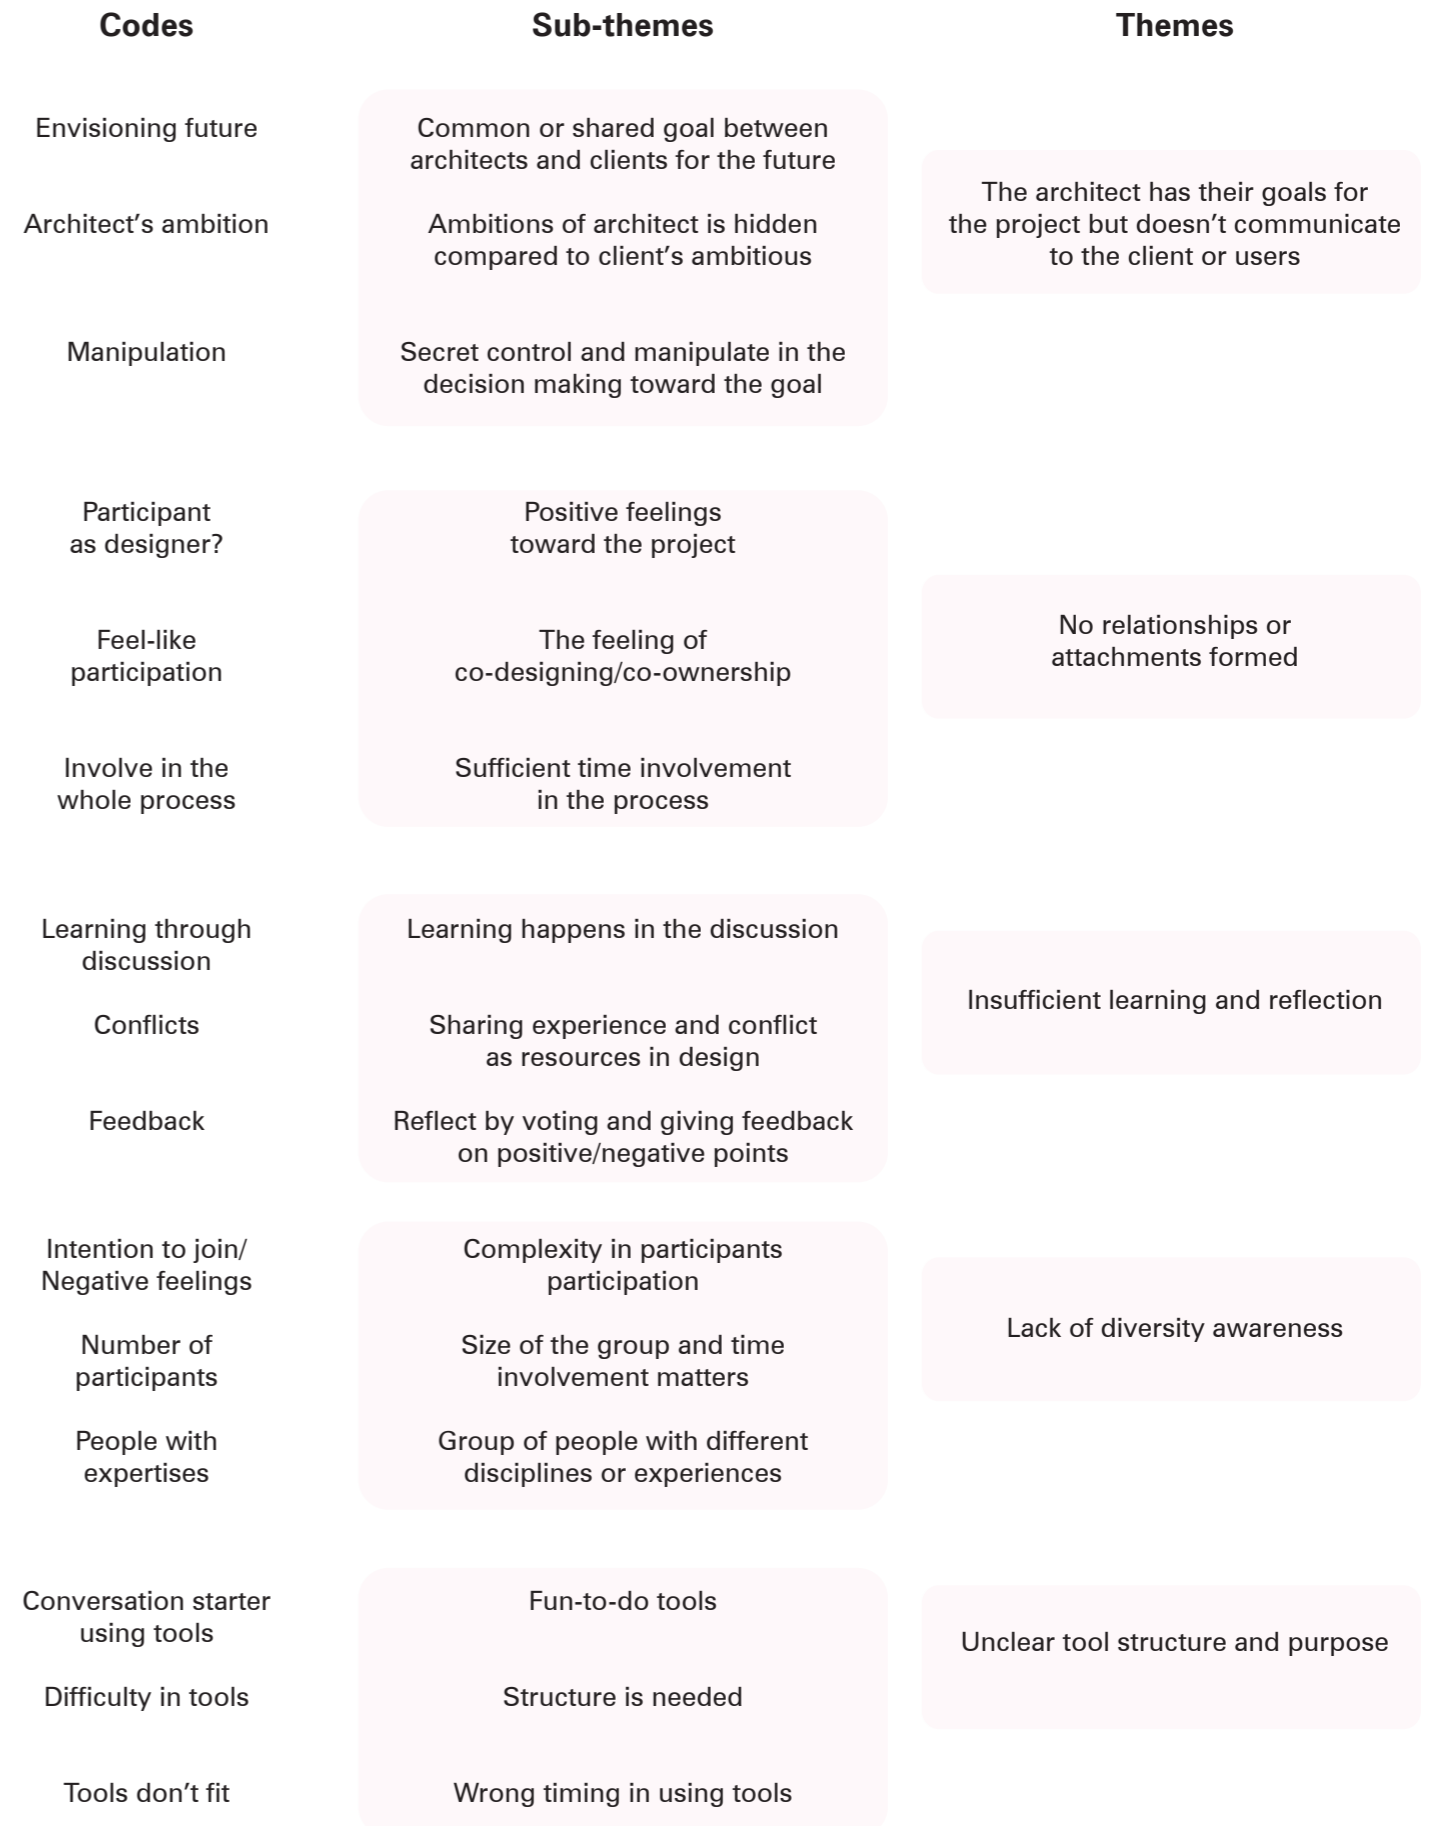 Codes
Sub-themes
Themes
Envisioning future
Common or shared goal between
architects and clients for the future
Architect's ambition
Ambitions of architect is hidden
compared to client's ambitious
Manipulation
Secret control and manipulate in the
decision making toward the goal
The architect has their goals for
the project but doesn't communicate
to the client or users
Participant
as designer?
Positive feelings
toward the project
Feel-like
participation
The feeling of
co-designing/co-ownership
Involve in the
whole process
Sufficient time involvement
in the process
No relationships or
attachments formed
Learning through
discussion
Learning happens in the discussion
Conflicts
Sharing experience and conflict
as resources in design
Feedback
Reflect by voting and giving feedback
on positive/negative points
Insufficient learning and reflection
Intention to join/
Negative feelings
Complexity in participants
participation
Number of
participants
Size of the group and time
involvement matters
People with
expertises
Group of people with different
disciplines or experiences
Lack of diversity awareness
Conversation starter
using tools
Fun-to-do tools
Difficulty in tools
Structure is needed
Tools don't fit
Wrong timing in using tools
Unclear tool structure and purpose